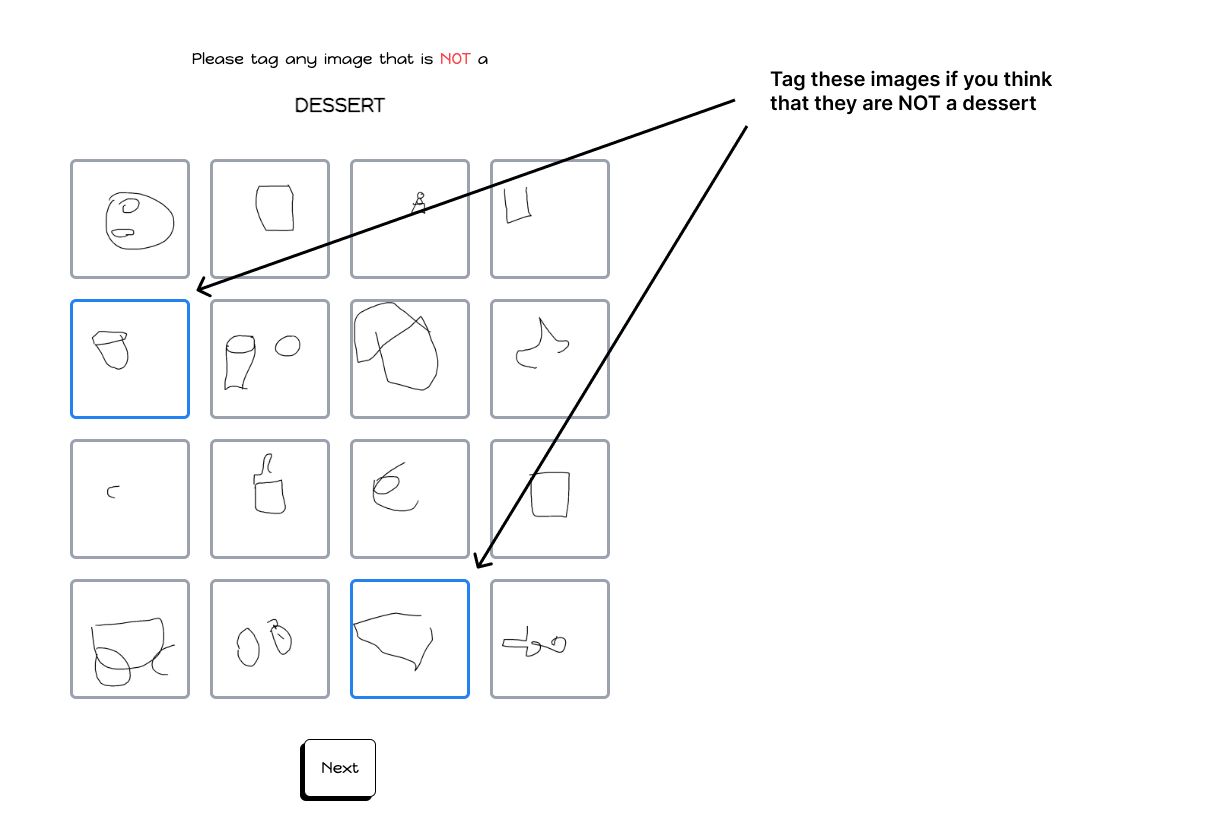 Please tag any image that is NOT a
DESSERT
Tag these images if you think
that they are NOT a dessert
Next